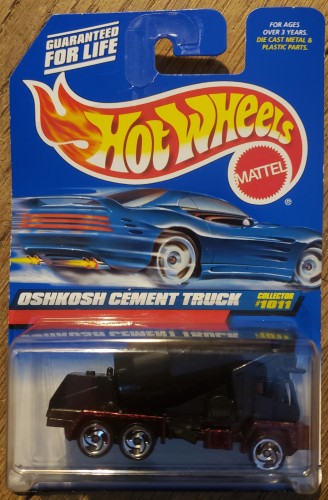 GUARANTEED
FOR LIFE
FOR AGES
OVER 3 YEARS.
DIE CAST METAL &
PLASTIC PARTS.
HOT WHEELS
MATTEL
®
OSHKOSH CEMENT TRUCK
COLLECTOR
#1011